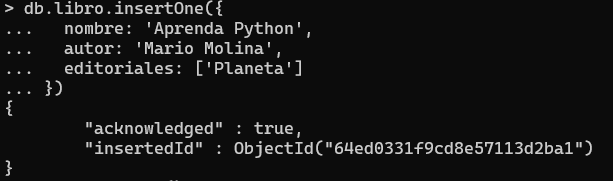 > db.libro.insertOne({
...   nombre: 'Aprenda Python',
...   autor: 'Mario Molina',
...   editoriales: ['Planeta']
... })
{
        "acknowledged" : true,
        "insertedId" : ObjectId("64ed0331f9cd8e57113d2ba1")
}